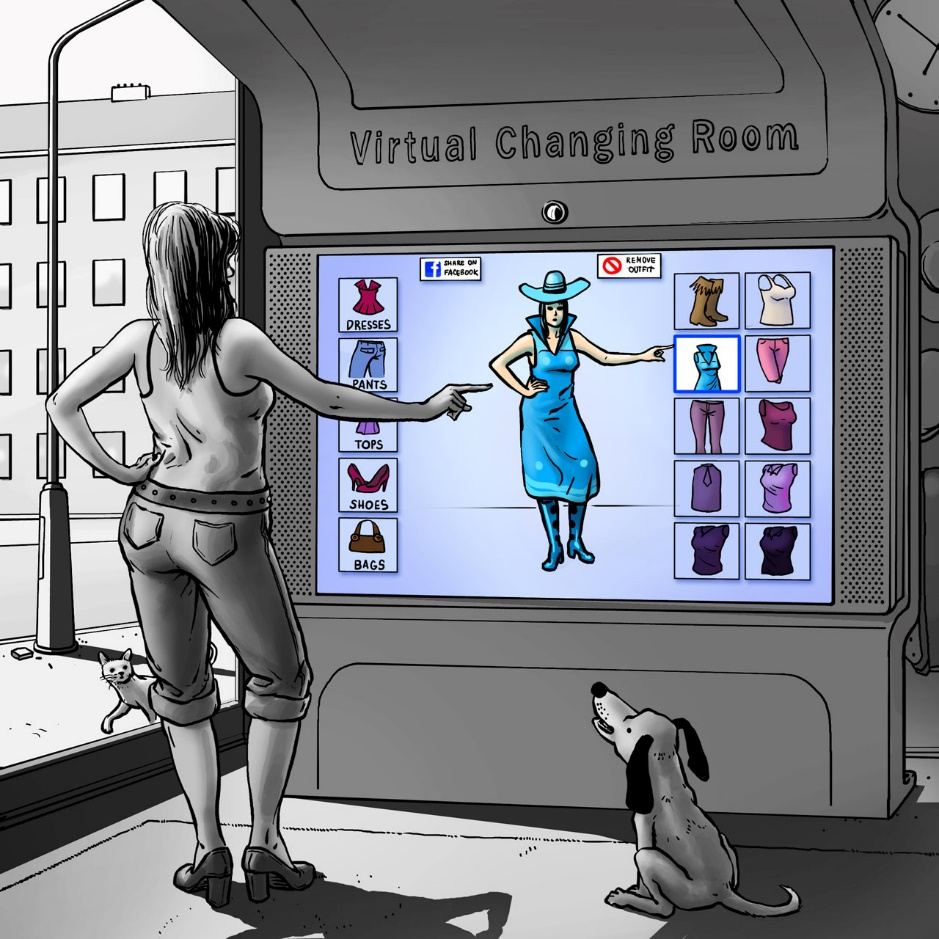 Virtual Changing Room
f SHARE ON
FACEBOOK
REMOVE
OUTFIT
DRESSES
PANTS
TOPS
SHOES
BAGS